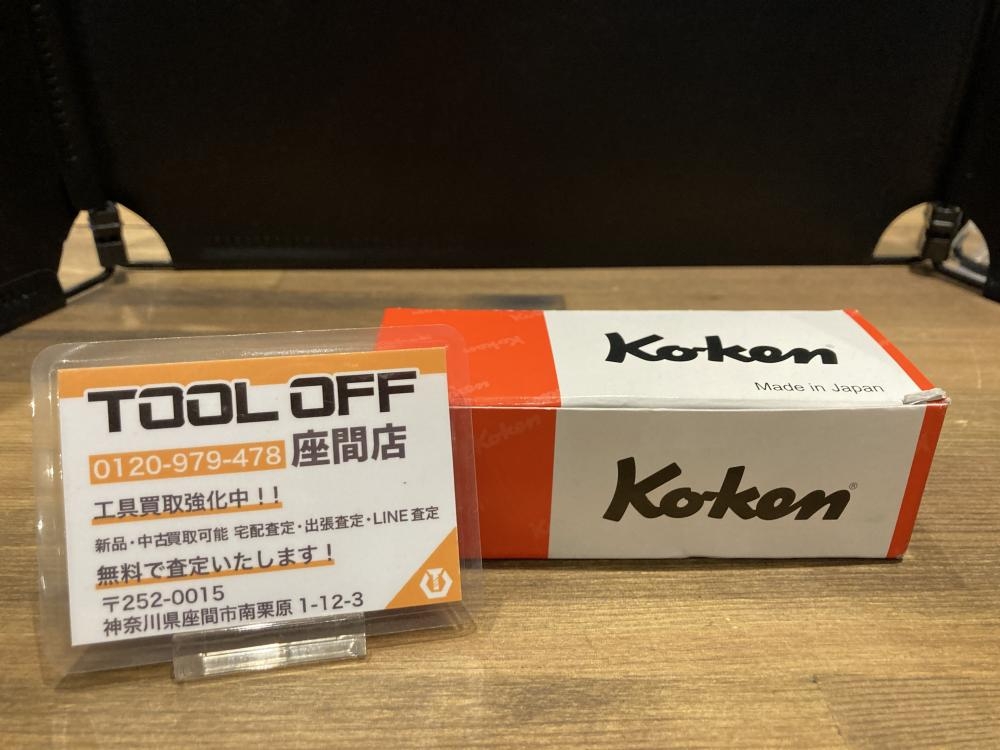 TOOL OFF
0120-979-478 座間店
工具買取強化中!!
新品・中古買取可能 宅配査定・出張査定・LINE査定
無料で査定いたします!
〒252-0015
神奈川県座間市南栗原 1-12-3
Ko-ken
Made in Japan
Ko-ken®